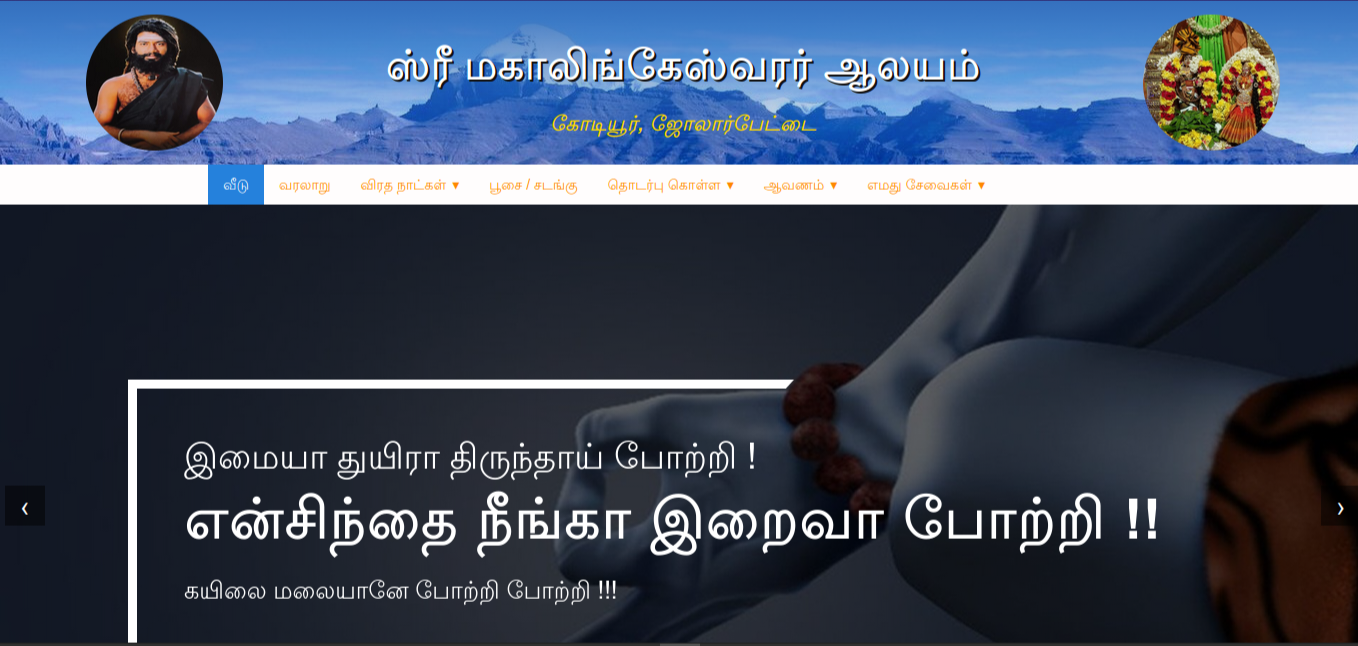 ஸ்ரீ மகாலிங்கேஸ்வரர் ஆலயம்
கோடியூர், ஜோலார்பேட்டை
வீடு வரலாறு விரத நாட்கள் ▾ பூசை / சடங்கு தொடர்பு கொள்ள ▾ ஆவணம் ▾ எமது சேவைகள் ▾
இமையா துயிரா திருந்தாய் போற்றி !
என்சிந்தை நீங்கா இறைவா போற்றி !!
கயிலை மலையானே போற்றி போற்றி !!!